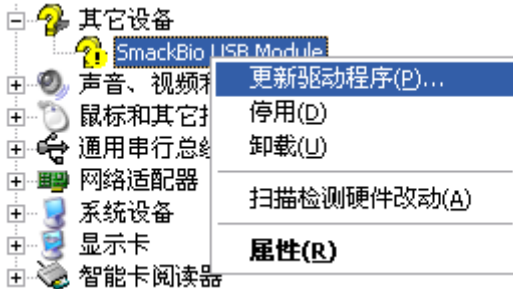 其它设备
SmackBio USB Module
更新驱动程序(P)...
声音、视频和
停用(D)
鼠标和其它指
卸载(U)
通用串行总线
网络适配器
扫描检测硬件改动(A)
系统设备
显示卡
属性(R)
智能卡阅读器